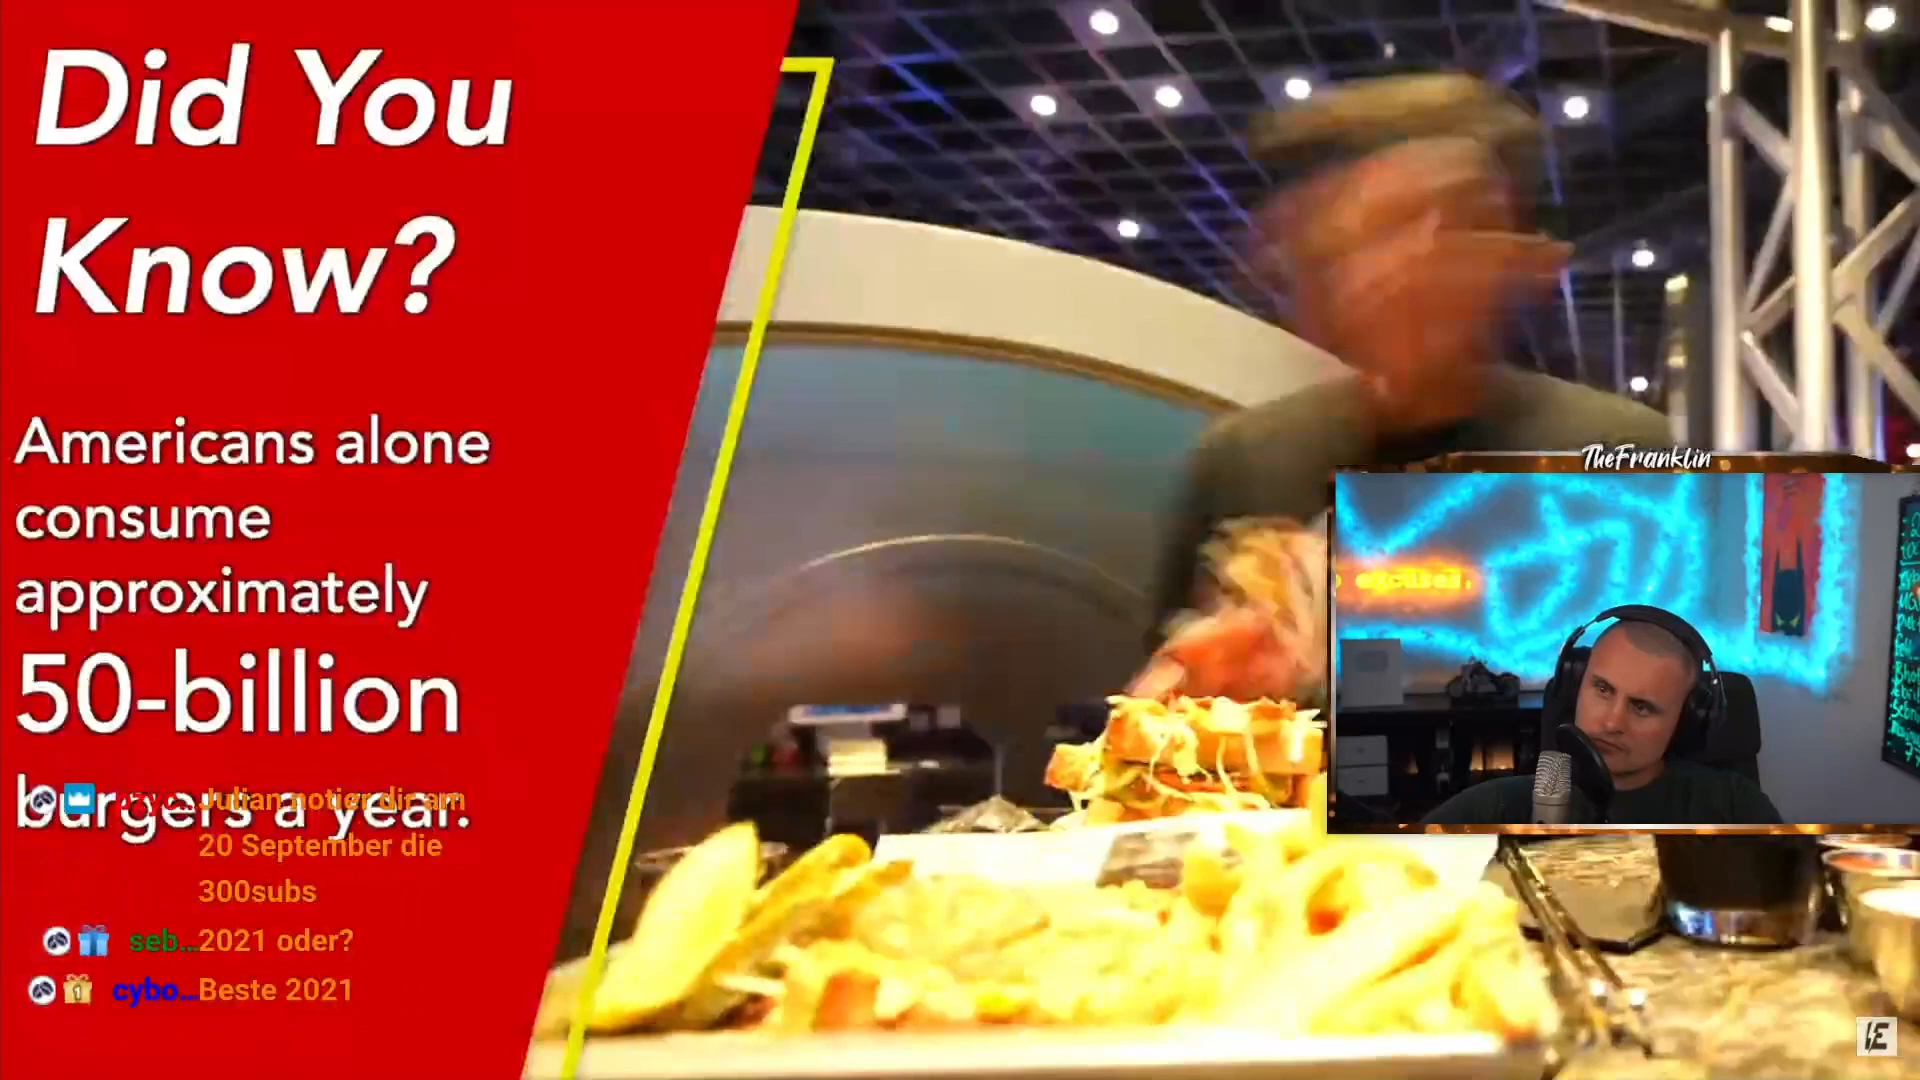 Did You
Know?
Americans alone
consume
approximately
50-billion
burgers a year.
Julian notier dir am
20 September die
300subs
seb...2021 oder?
cybo...Beste 2021
TheFranklin
excuses.